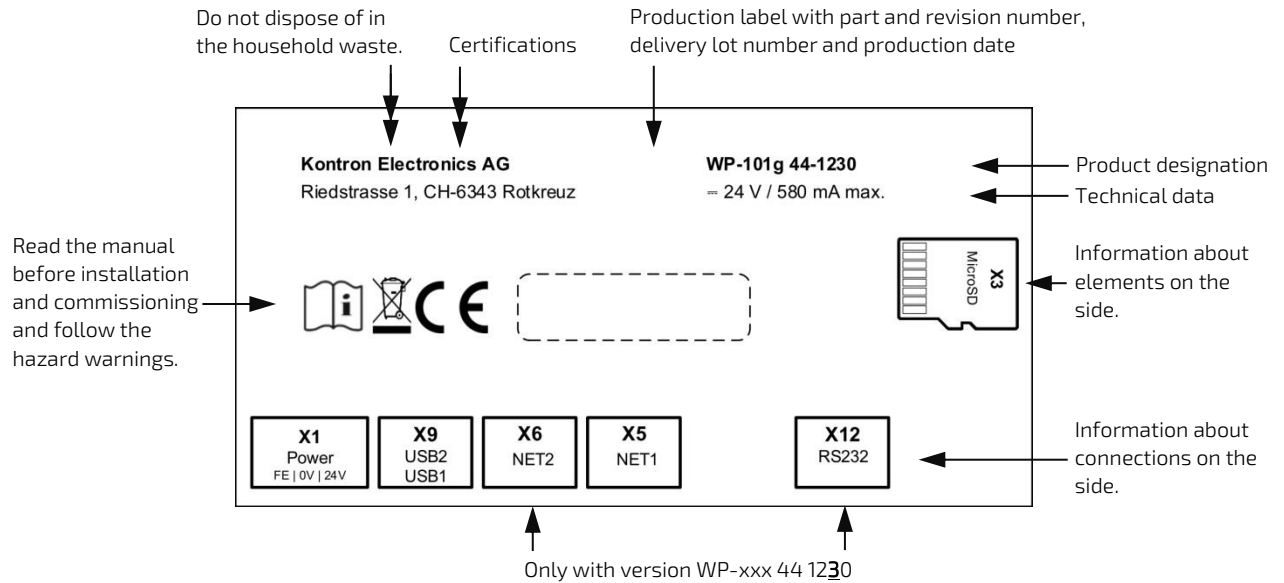 Do not dispose of in
the household waste.
Certifications
Production label with part and revision number,
delivery lot number and production date
Kontron Electronics AG
Riedstrasse 1, CH-6343 Rotkreuz
WP-101g 44-1230
⎓ 24 V / 580 mA max.
Product designation
Technical data
Read the manual
before installation
and commissioning
and follow the
hazard warnings.
i
CE
X3
MicroSD
Information about
elements on the
side.
X1
Power
FE | 0V | 24V
X9
USB2
USB1
X6
NET2
X5
NET1
X12
RS232
Information about
connections on the
side.
Only with version WP-xxx 44 1230